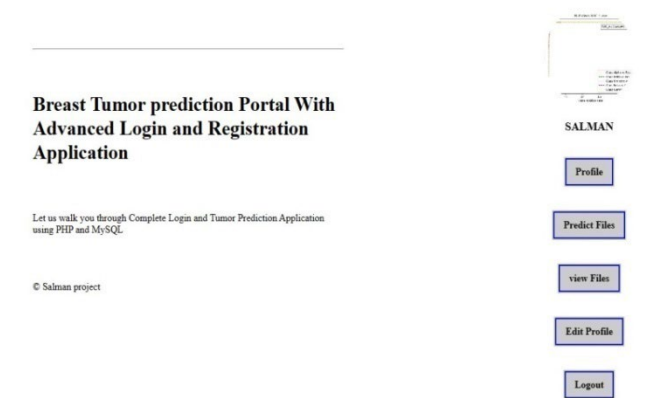 Breast Tumor prediction Portal With
Advanced Login and Registration
Application
Let us walk you through Complete Login and Tumor Prediction Application
using PHP and MySQL
© Salman project
SALMAN
Profile
Predict Files
view Files
Edit Profile
Logout